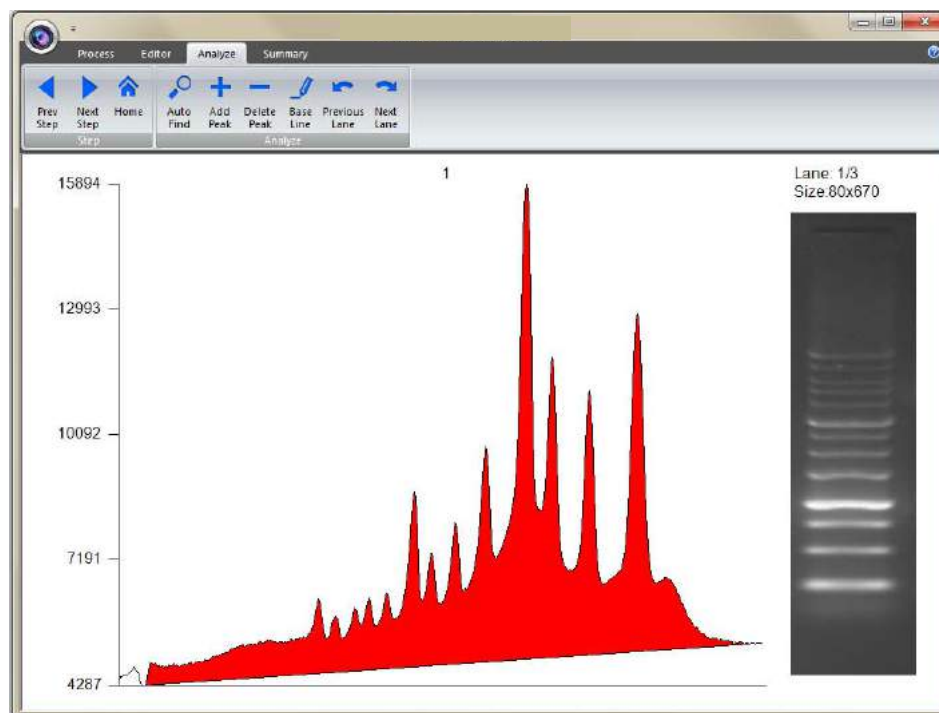 Process Editor Analyze Summary
Prev Step Next Step Home Auto Find Add Peak Delete Peak Base Line Previous Lane Next Lane
Step Analyze
1
15894
12993
10092
7191
4287
Lane: 1/3
Size:80x670